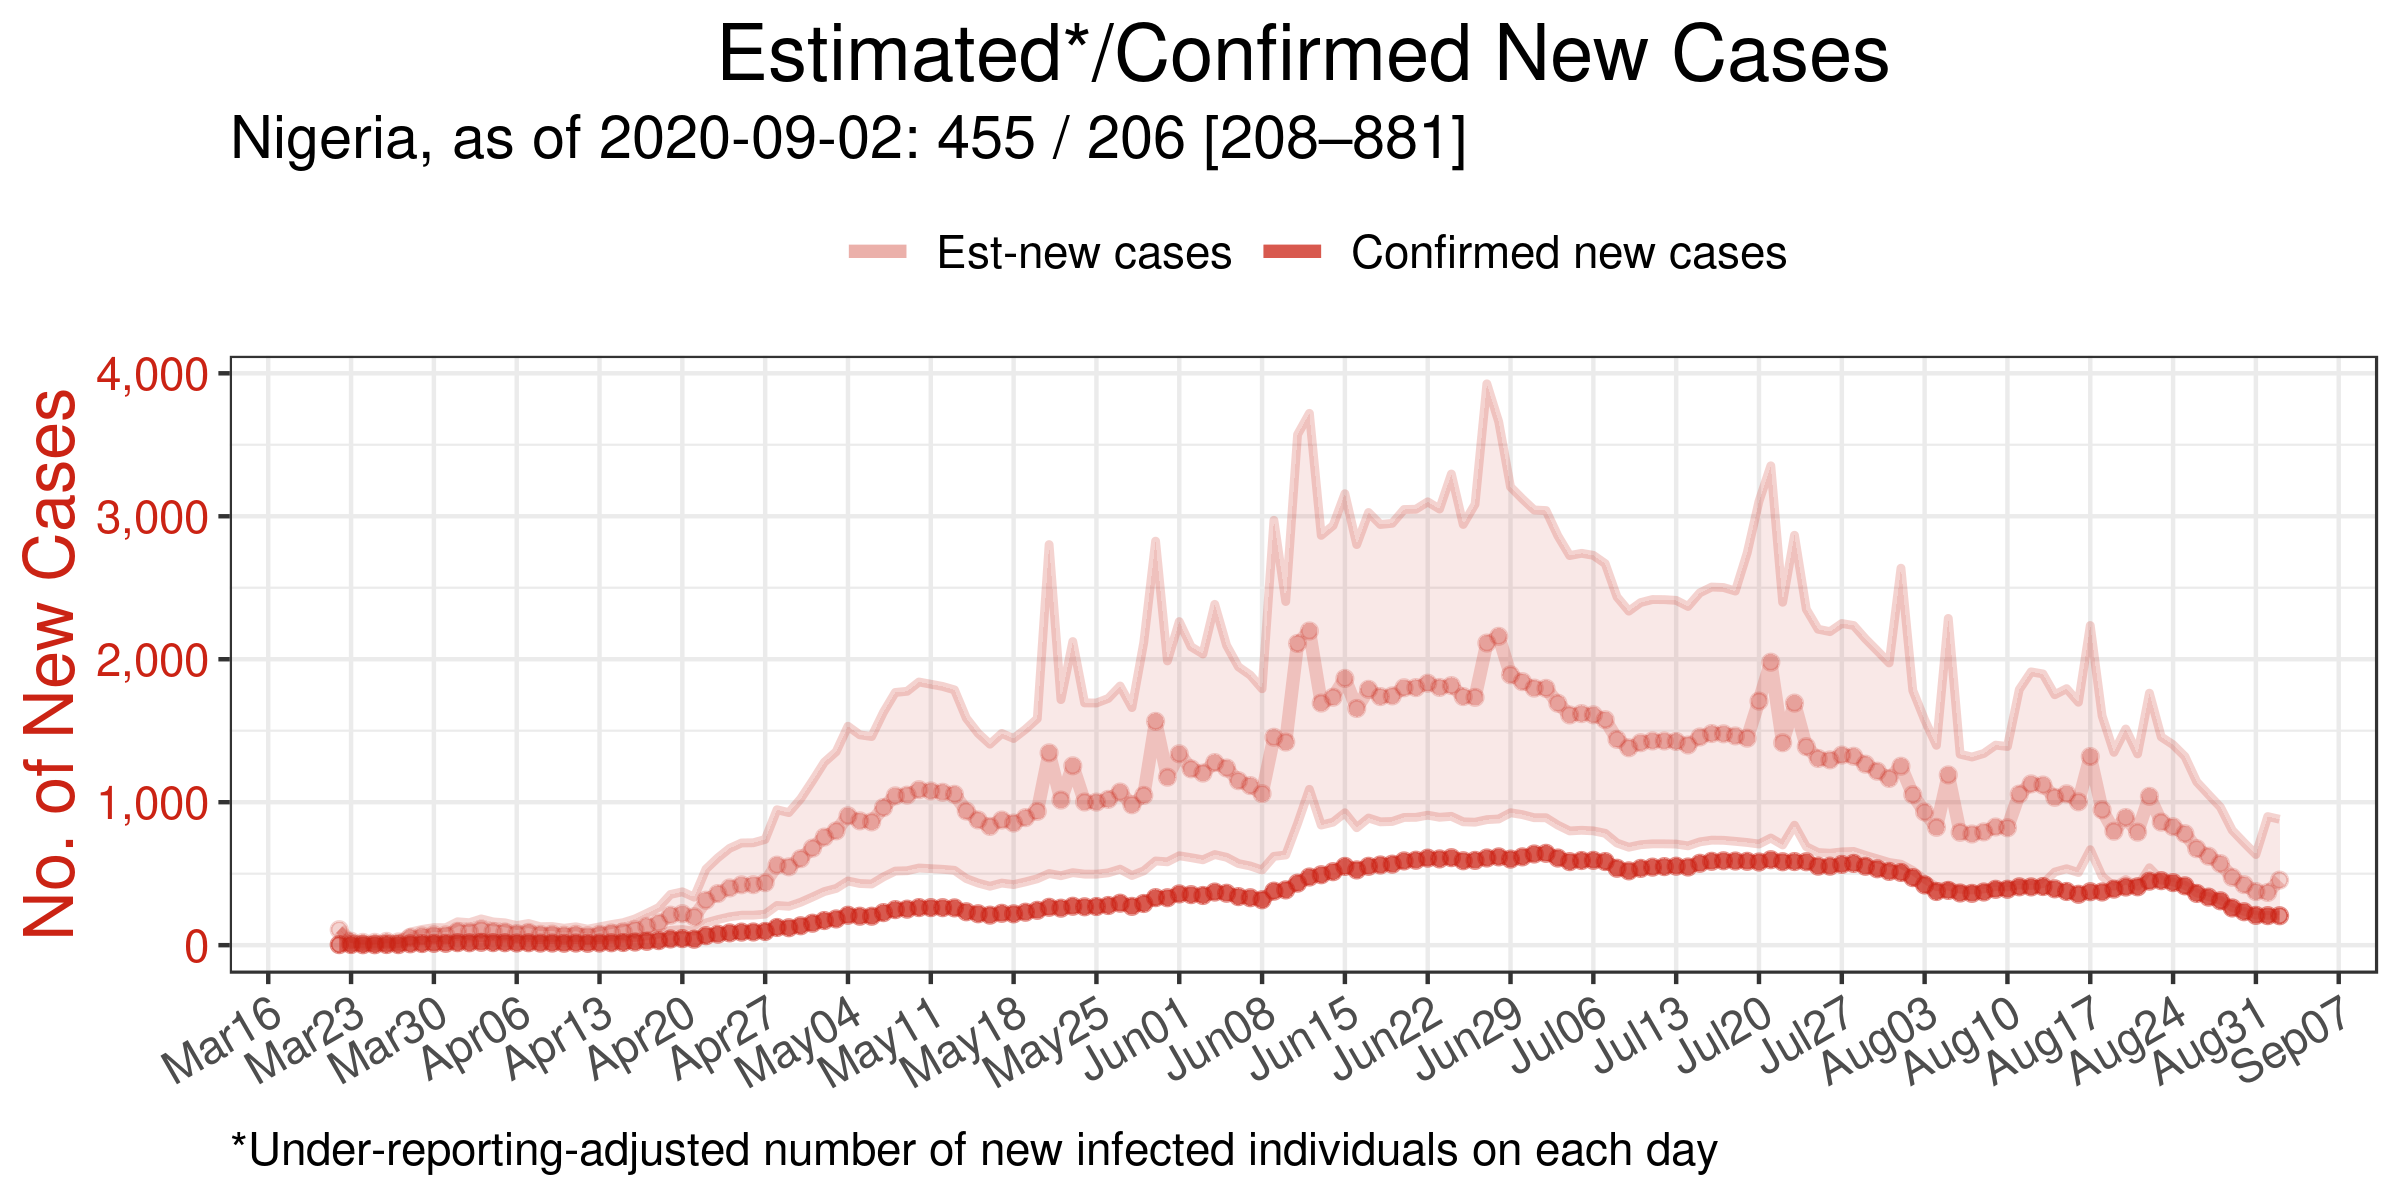 Estimated*/Confirmed New Cases
Nigeria, as of 2020-09-02: 455 / 206 [208–881]
Est-new cases Confirmed new cases
No. of New Cases
4,000
3,000
2,000
1,000
0
Mar16 Mar23 Mar30 Apr06 Apr13 Apr20 Apr27 May04 May11 May18 May25 Jun01 Jun08 Jun15 Jun22 Jun29 Jul06 Jul13 Jul20 Jul27 Aug03 Aug10 Aug17 Aug24 Aug31 Sep07
*Under-reporting-adjusted number of new infected individuals on each day